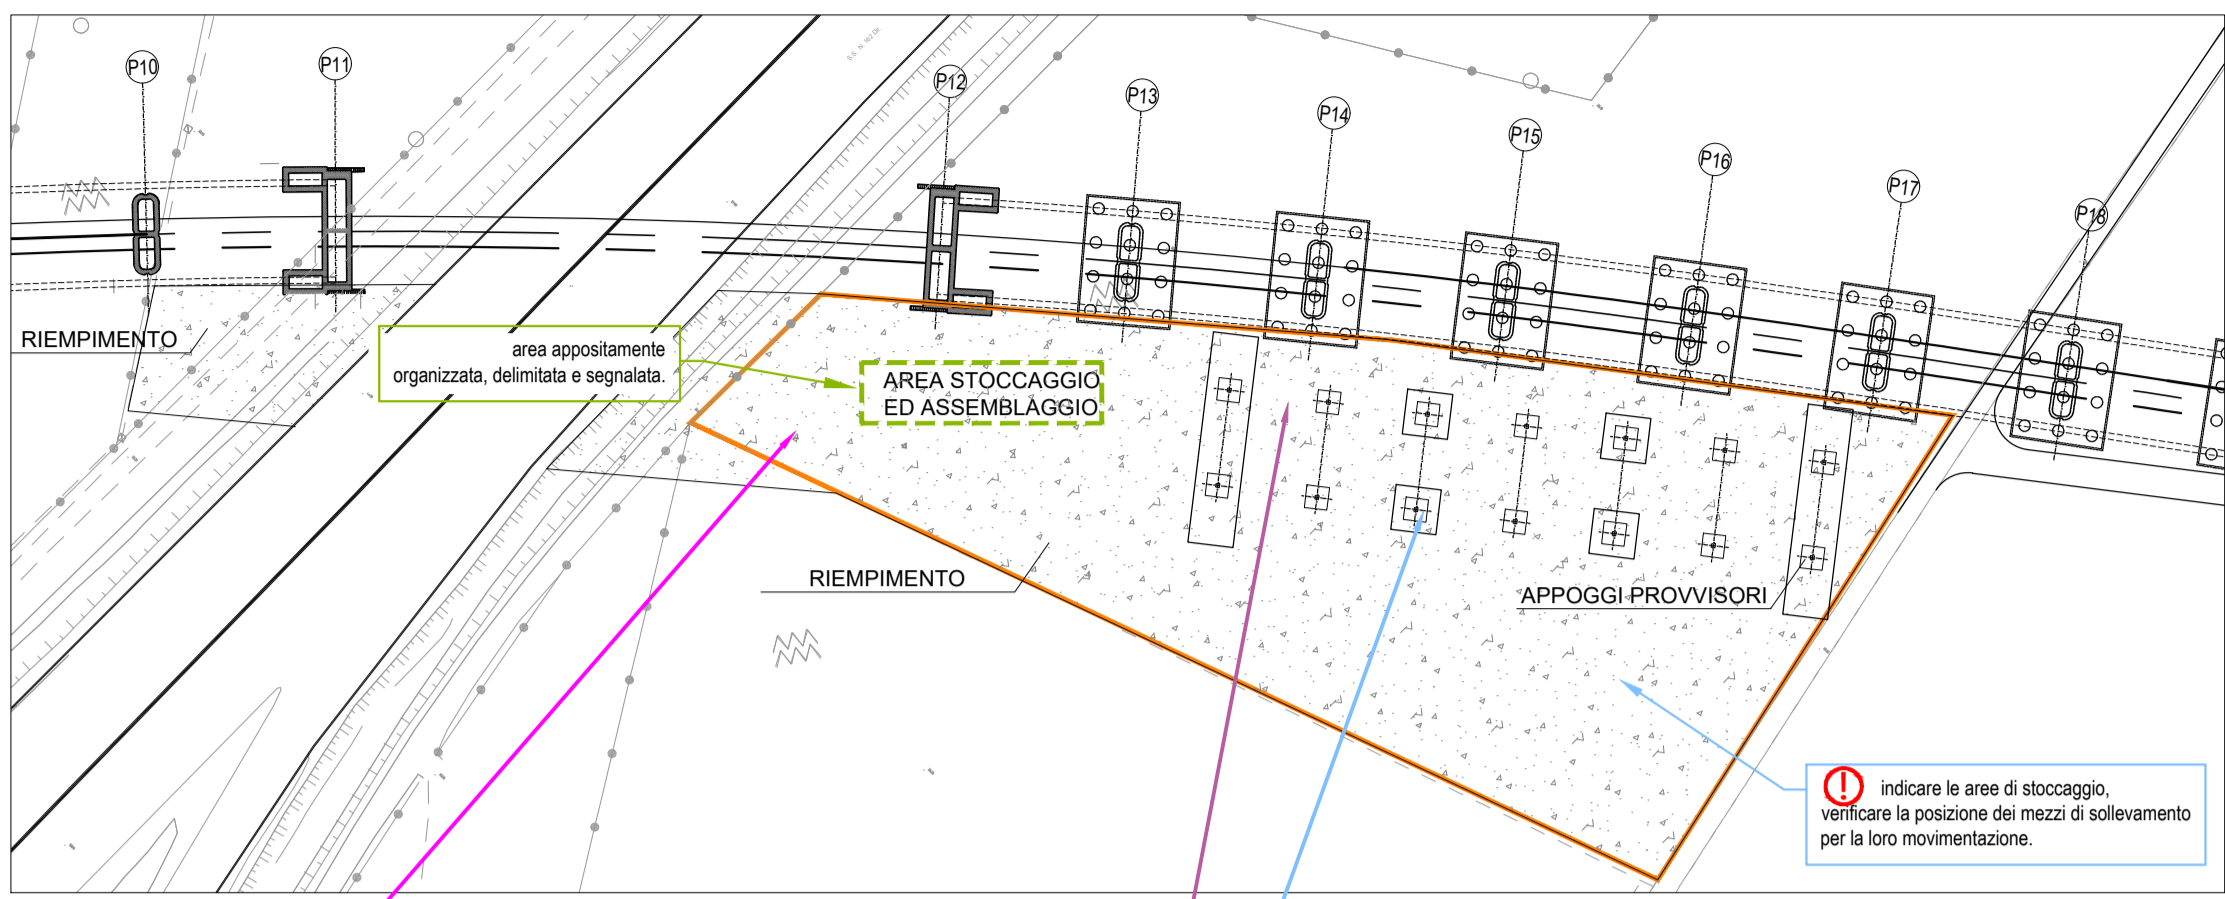 P10
P11
S.S. N. 162 Dir.
P12
P13
P14
P15
P16
P17
P18
RIEMPIMENTO
area appositamente
organizzata, delimitata e segnalata.
AREA STOCCAGGIO
ED ASSEMBLAGGIO
RIEMPIMENTO
APPOGGI PROVVISORI
! indicare le aree di stoccaggio,
verificare la posizione dei mezzi di sollevamento
per la loro movimentazione.